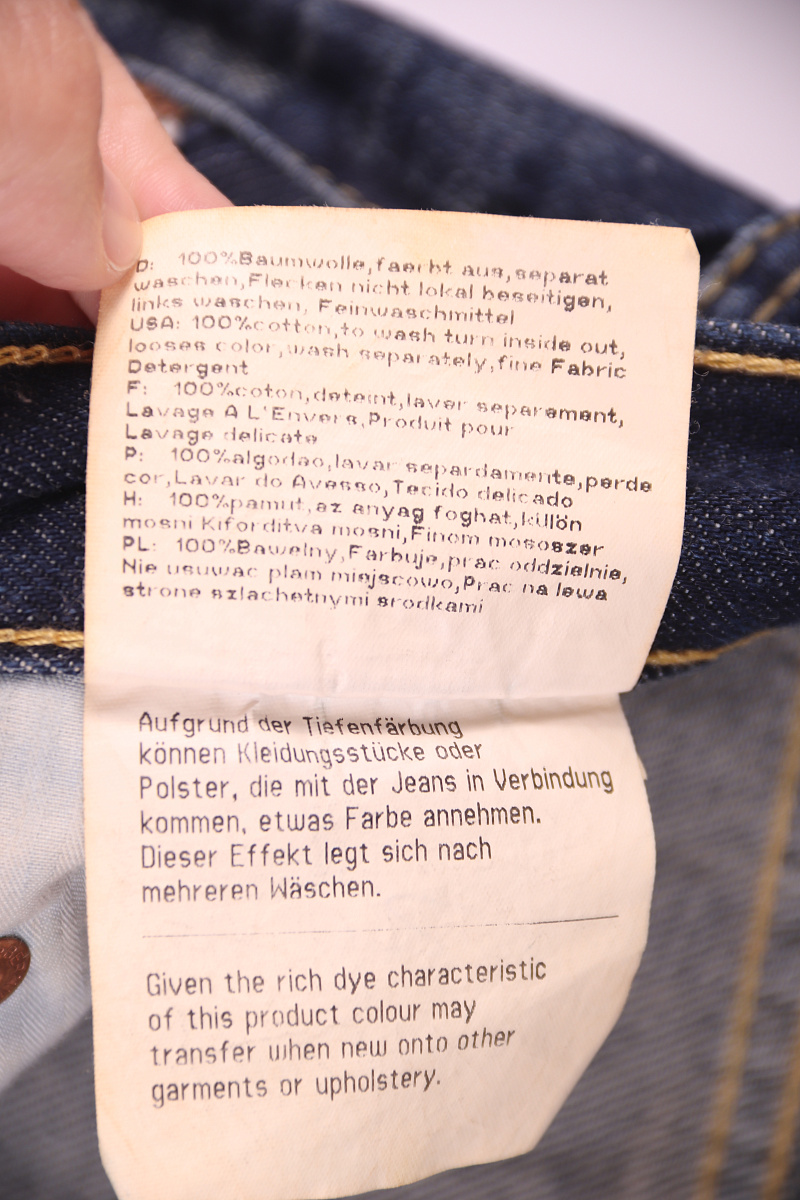 D: 100%Baumwolle,faerbt aus,separat
waschen,Flecken nicht lokal beseitigen,
links waschen, Feinwaschmittel
USA: 100%cotton,to wash turn inside out,
looses color,wash separately,fine Fabric
Detergent
F: 100%coton,deteint,laver separement,
Lavage A L'Envers,Produit pour
Lavage delicate
P: 100%algodao,lavar separdamente,perde
cor,Lavar do Avesso,Tecido delicado
H: 100%pamut,az anyag foghat,külön
mosni Kiforditva mosni,Finom mososzer
PL: 100%Bawelny,Farbuje,prac oddzielnie,
Nie usuwac plam miejscowo,Prac na lewa
strone szlachetnymi srodkami
Aufgrund der Tiefenfärbung
können Kleidungsstücke oder
Polster, die mit der Jeans in Verbindung
kommen, etwas Farbe annehmen.
Dieser Effekt legt sich nach
mehreren Wäschen.
Given the rich dye characteristic
of this product colour may
transfer when new onto other
garments or upholstery.